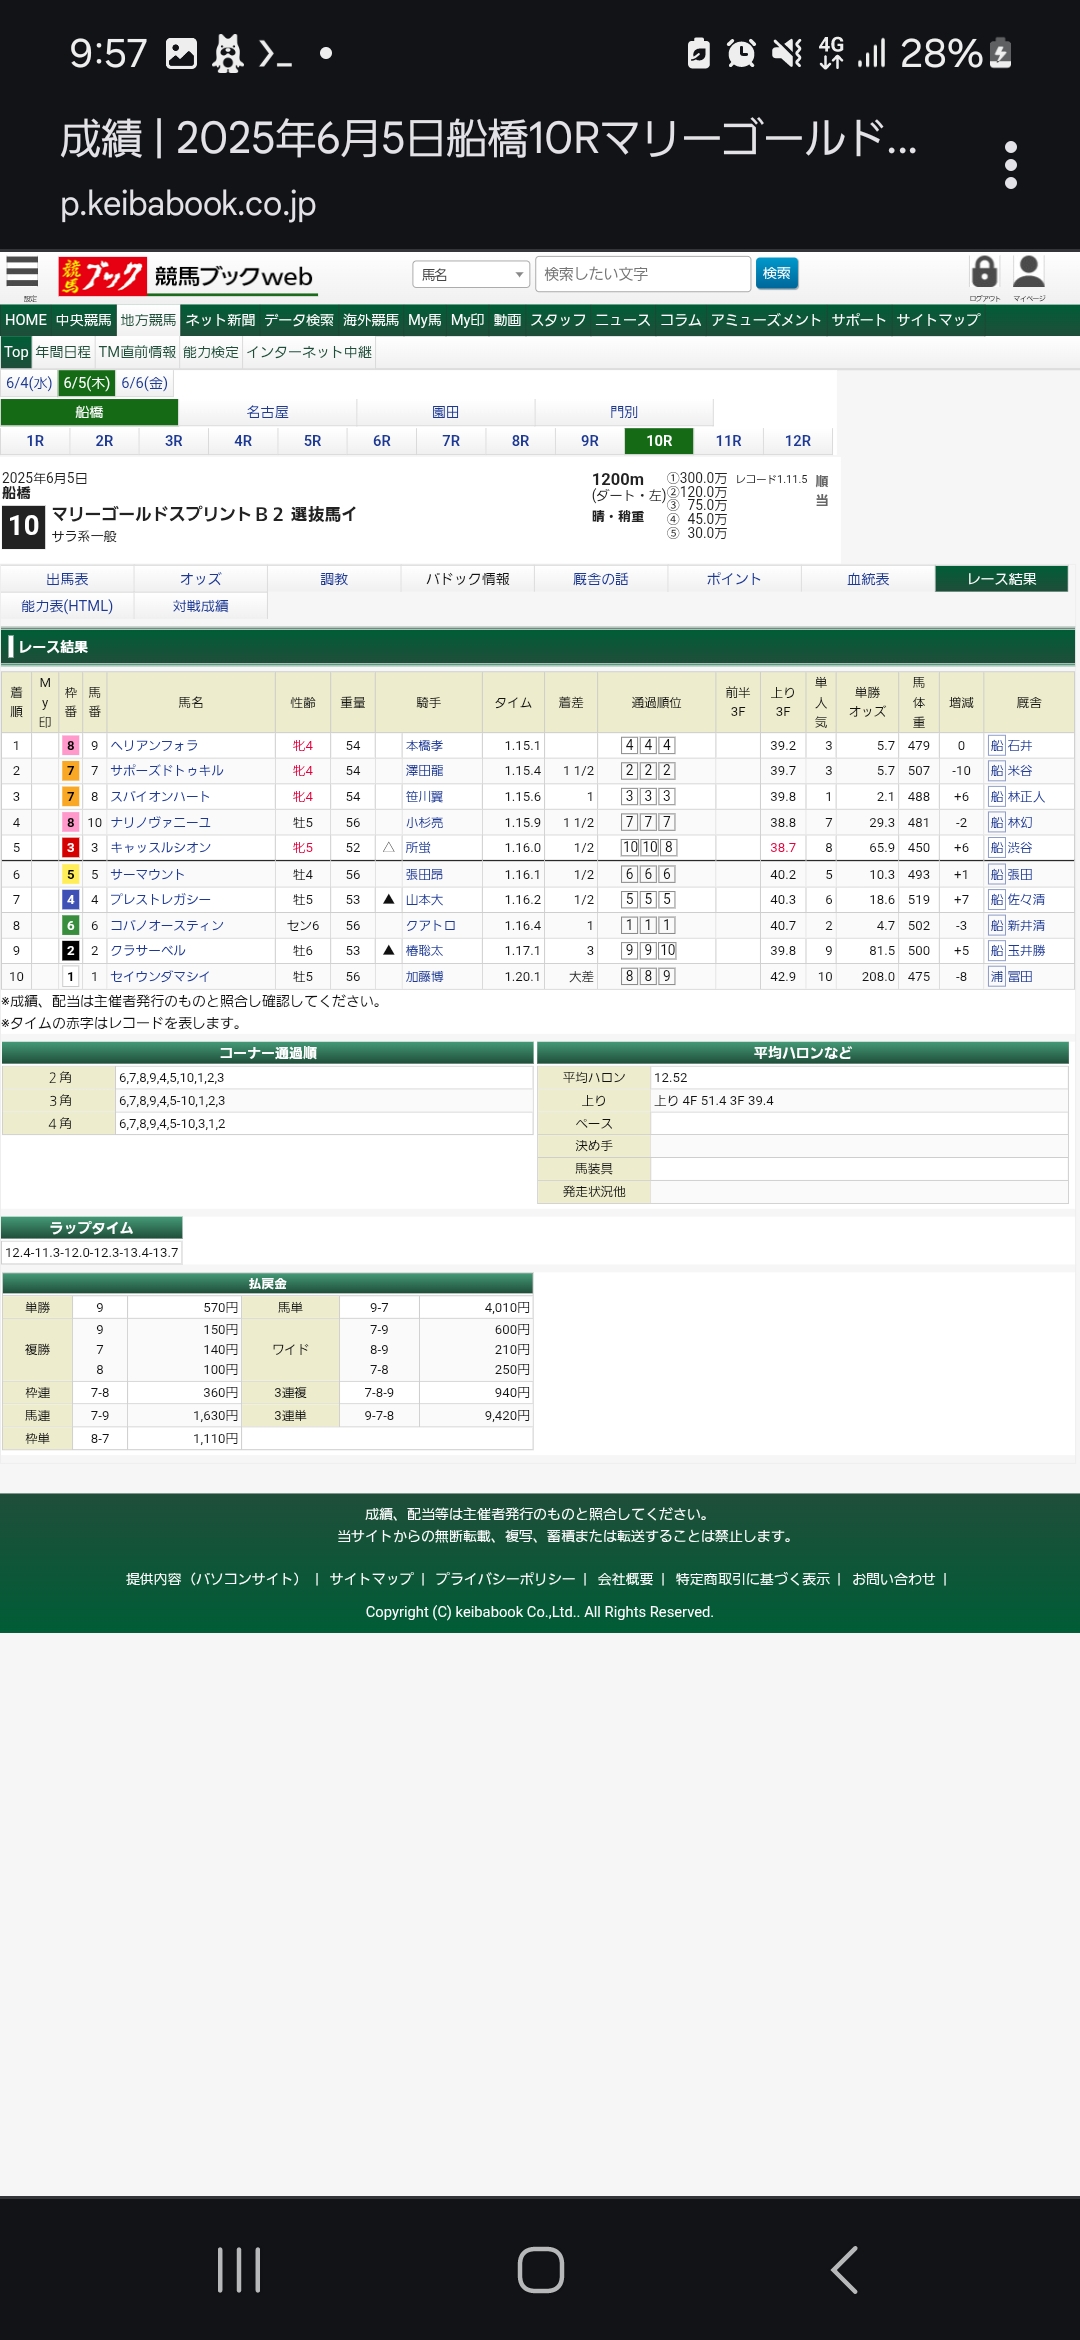 9:57
4G
28%
成績 | 2025年6月5日船橋10Rマリーゴールド...
p.keibabook.co.jp
設定
競馬ブック 競馬ブックweb
馬名
検索したい文字
検索
ログアウト マイページ
HOME 中央競馬 地方競馬 ネット新聞 データ検索 海外競馬 My馬 My印 動画 スタッフ ニュース コラム アミューズメント サポート サイトマップ
Top 年間日程 TM直前情報 能力検定 インターネット中継
6/4(水) 6/5(木) 6/6(金)
船橋 名古屋 園田 門別
1R 2R 3R 4R 5R 6R 7R 8R 9R 10R 11R 12R
2025年6月5日
船橋
10 マリーゴールドスプリントＢ２ 選抜馬イ
サラ系一般
1200m
(ダート・左)
晴・稍重
①300.0万
②120.0万
③ 75.0万
④ 45.0万
⑤ 30.0万
レコード1.11.5
順当
出馬表 オッズ 調教 パドック情報 厩舎の話 ポイント 血統表 レース結果
能力表(HTML) 対戦成績
レース結果
着順 My印 枠番 馬番 馬名 性齢 重量 騎手 タイム 着差 通過順位 前半3F 上り3F 単人気 単勝オッズ 馬体重 増減 厩舎
1 8 9 ヘリアンフォラ 牝4 54 本橋孝 1.15.1 4 4 4 39.2 3 5.7 479 0 船 石井
2 7 7 サポーズドトゥキル 牝4 54 澤田龍 1.15.4 1 1/2 2 2 2 39.7 3 5.7 507 -10 船 米谷
3 7 8 スバイオンハート 牝4 54 笹川翼 1.15.6 1 3 3 3 39.8 1 2.1 488 +6 船 林正人
4 8 10 ナリノヴァニーユ 牡5 56 小杉亮 1.15.9 1 1/2 7 7 7 38.8 7 29.3 481 -2 船 林幻
5 3 3 キャッスルシオン 牝5 52 △ 所蛍 1.16.0 1/2 10 10 8 38.7 8 65.9 450 +6 船 渋谷
6 5 5 サーマウント 牡4 56 張田昂 1.16.1 1/2 6 6 6 40.2 5 10.3 493 +1 船 張田
7 4 4 プレストレガシー 牡5 53 ▲ 山本大 1.16.2 1/2 5 5 5 40.3 6 18.6 519 +7 船 佐々清
8 6 6 コパノオースティン セン6 56 クアトロ 1.16.4 1 1 1 1 40.7 2 4.7 502 -3 船 新井清
9 2 2 クラサーベル 牡6 53 ▲ 椿聡太 1.17.1 3 9 9 10 39.8 9 81.5 500 +5 船 玉井勝
10 1 1 セイウンダマシイ 牡5 56 加藤博 1.20.1 大差 8 8 9 42.9 10 208.0 475 -8 浦 冨田
※成績、配当は主催者発行のものと照合し確認してください。
※タイムの赤字はレコードを表します。
コーナー通過順
２角 6,7,8,9,4,5,10,1,2,3
３角 6,7,8,9,4,5-10,1,2,3
４角 6,7,8,9,4,5-10,3,1,2
平均ハロンなど
平均ハロン 12.52
上り 上り 4F 51.4 3F 39.4
ペース
決め手
馬装具
発走状況他
ラップタイム
12.4-11.3-12.0-12.3-13.4-13.7
払戻金
単勝 9 570円 馬単 9-7 4,010円
複勝 9 150円 ワイド 7-9 600円
7 140円 8-9 210円
8 100円 7-8 250円
枠連 7-8 360円 3連複 7-8-9 940円
馬連 7-9 1,630円 3連単 9-7-8 9,420円
枠単 8-7 1,110円
成績、配当等は主催者発行のものと照合してください。
当サイトからの無断転載、複写、蓄積または転送することは禁止します。
提供内容（パソコンサイト） | サイトマップ | プライバシーポリシー | 会社概要 | 特定商取引に基づく表示 | お問い合わせ |
Copyright (C) keibabook Co.,Ltd.. All Rights Reserved.